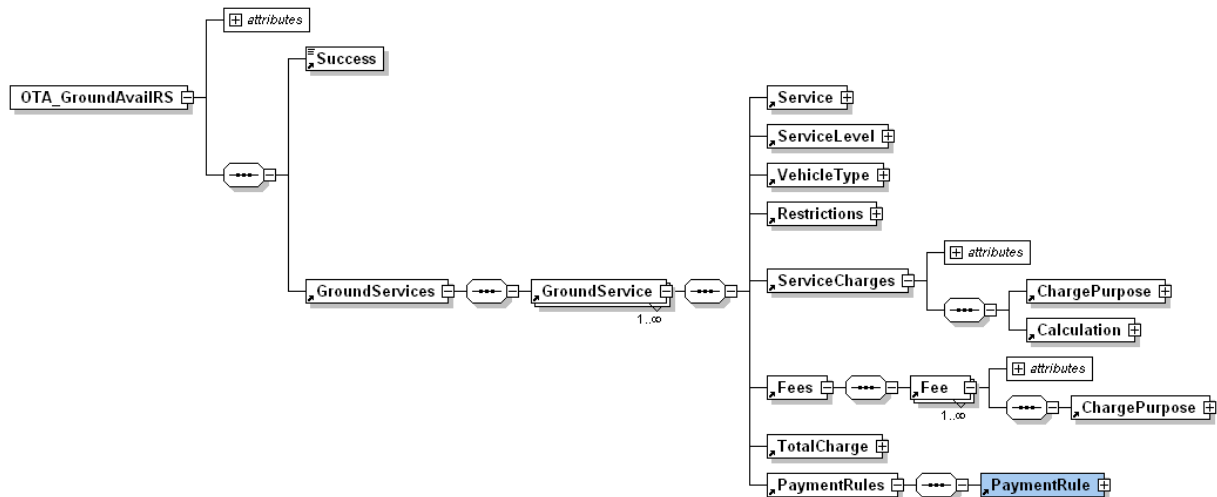 attributes
Success
OTA_GroundAvailRS
Service
ServiceLevel
VehicleType
Restrictions
attributes
GroundServices
GroundService
1..∞
ServiceCharges
ChargePurpose
Calculation
attributes
Fees
Fee
1..∞
ChargePurpose
TotalCharge
PaymentRules
PaymentRule